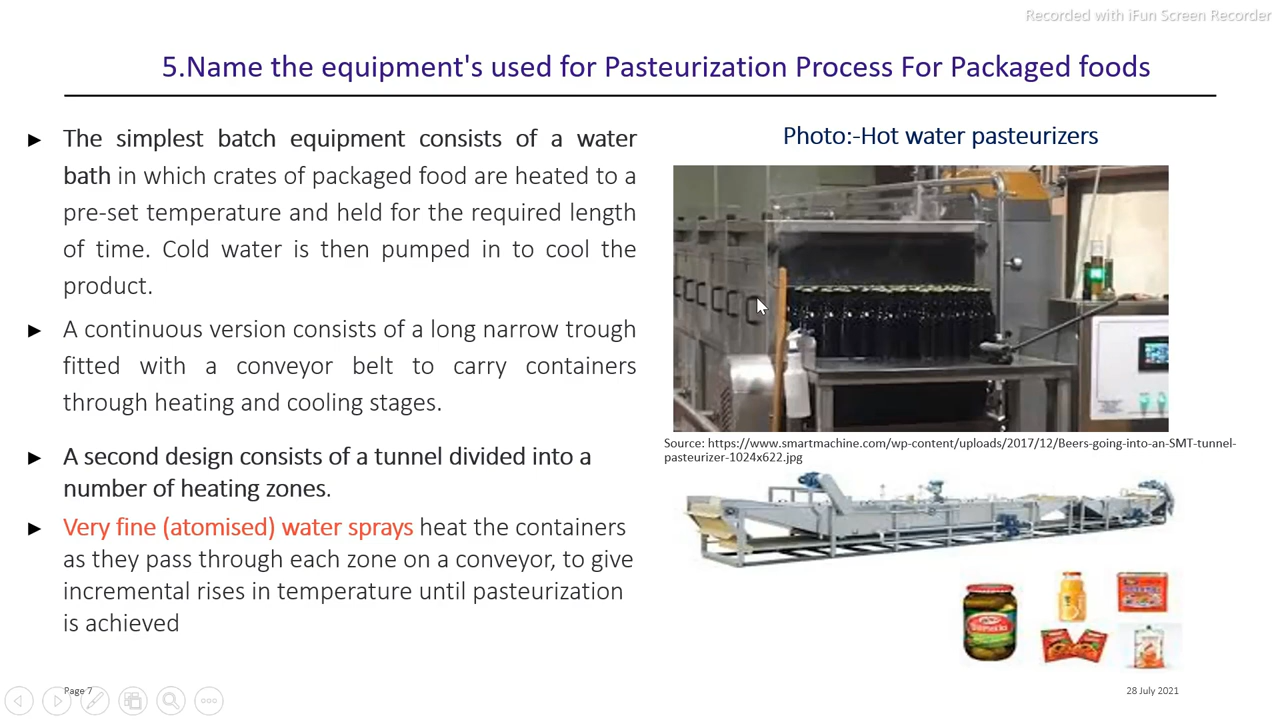 Recorded with iFun Screen Recorder
5.Name the equipment's used for Pasteurization Process For Packaged foods
► The simplest batch equipment consists of a water
bath in which crates of packaged food are heated to a
pre-set temperature and held for the required length
of time. Cold water is then pumped in to cool the
product.
► A continuous version consists of a long narrow trough
fitted with a conveyor belt to carry containers
through heating and cooling stages.
► A second design consists of a tunnel divided into a
number of heating zones.
► Very fine (atomised) water sprays heat the containers
as they pass through each zone on a conveyor, to give
incremental rises in temperature until pasteurization
is achieved
Photo:-Hot water pasteurizers
Source: https://www.smartmachine.com/wp-content/uploads/2017/12/Beers-going-into-an-SMT-tunnel-
pasteurizer-1024x622.jpg
Page 7
28 July 2021